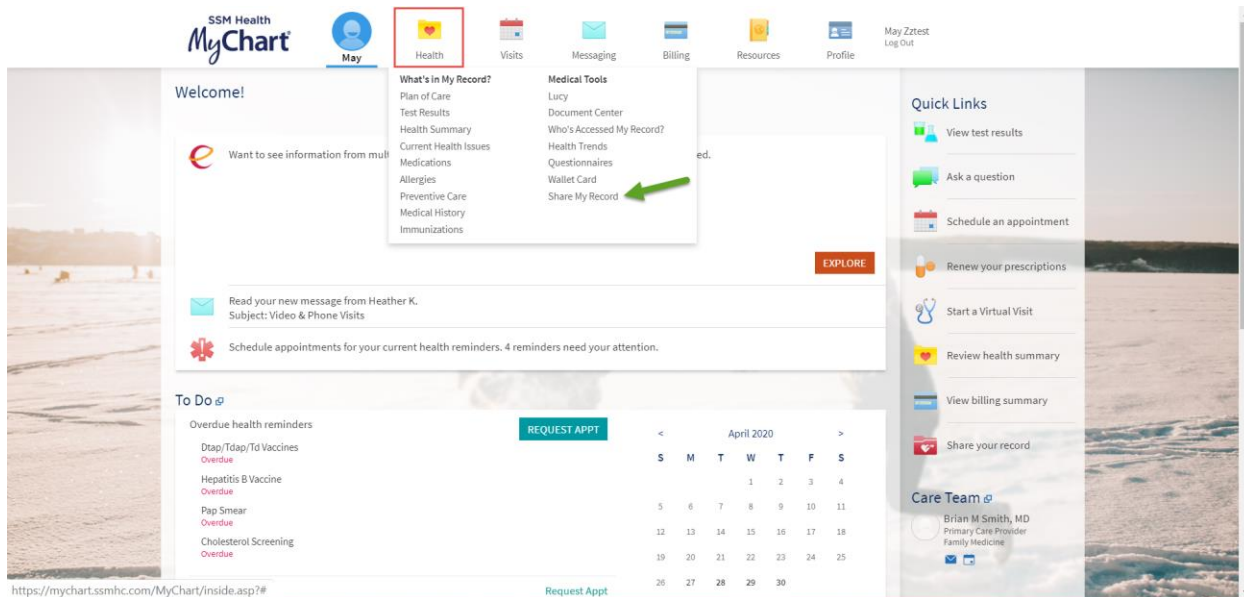 SSM Health
MyChart
May
Health
Visits
Messaging
Billing
Resources
Profile
May Zztest
Log Out
What's in My Record?
Plan of Care
Test Results
Health Summary
Current Health Issues
Medications
Allergies
Preventive Care
Medical History
Immunizations
Medical Tools
Lucy
Document Center
Who's Accessed My Record?
Health Trends
Questionnaires
Wallet Card
Share My Record
Welcome!
Want to see information from mul ed.
EXPLORE
Read your new message from Heather K.
Subject: Video & Phone Visits
Schedule appointments for your current health reminders. 4 reminders need your attention.
To Do
Overdue health reminders
REQUEST APPT
Dtap/Tdap/Td Vaccines
Overdue
Hepatitis B Vaccine
Overdue
Pap Smear
Overdue
Cholesterol Screening
Overdue
Request Appt
< April 2020 >
S M T W T F S
1 2 3 4
5 6 7 8 9 10 11
12 13 14 15 16 17 18
19 20 21 22 23 24 25
26 27 28 29 30
Quick Links
View test results
Ask a question
Schedule an appointment
Renew your prescriptions
Start a Virtual Visit
Review health summary
View billing summary
Share your record
Care Team
Brian M Smith, MD
Primary Care Provider
Family Medicine
https://mychart.ssmhc.com/MyChart/inside.asp?#